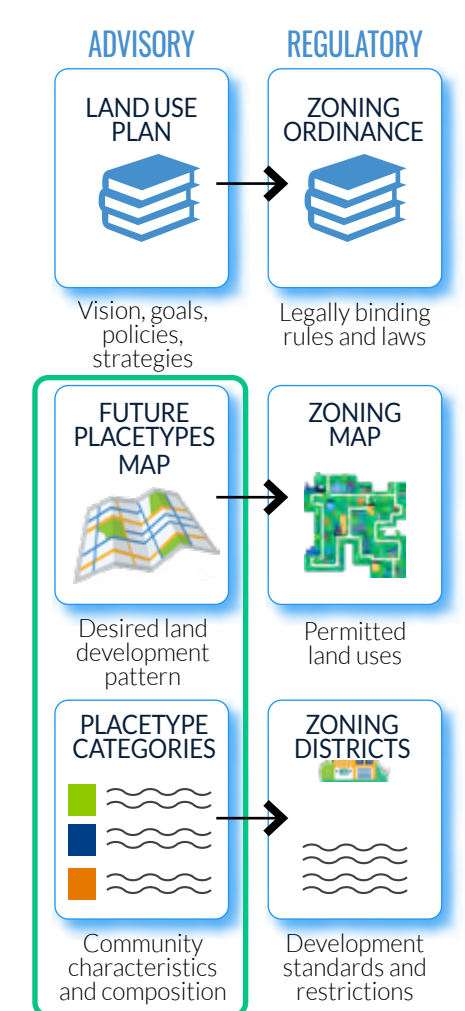 ADVISORY
REGULATORY
LAND USE
PLAN
ZONING
ORDINANCE
Vision, goals,
policies,
strategies
Legally binding
rules and laws
FUTURE
PLACETYPES
MAP
ZONING
MAP
Desired land
development
pattern
Permitted
land uses
PLACETYPE
CATEGORIES
ZONING
DISTRICTS
Community
characteristics
and composition
Development
standards and
restrictions